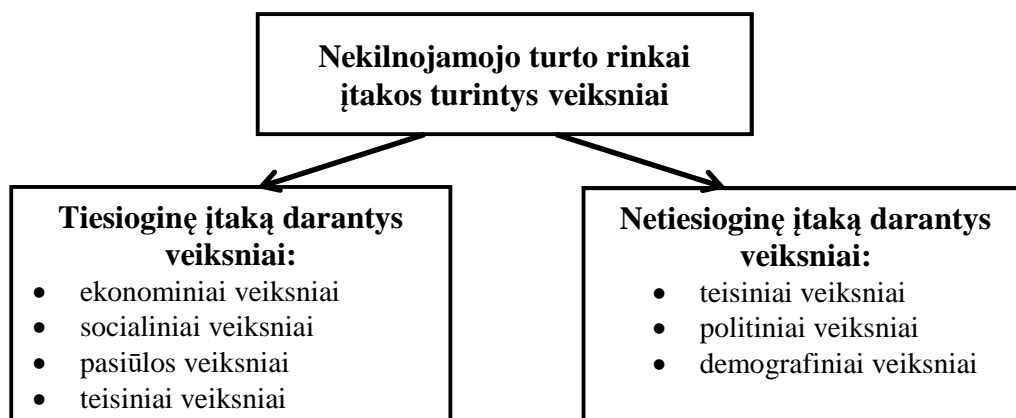 Nekilnojamojo turto rinkai
įtakos turintys veiksniai
Tiesioginę įtaką darantys
veiksniai:
• ekonominiai veiksniai
• socialiniai veiksniai
• pasiūlos veiksniai
• teisiniai veiksniai
Netiesioginę įtaką darantys
veiksniai:
• teisiniai veiksniai
• politiniai veiksniai
• demografiniai veiksniai